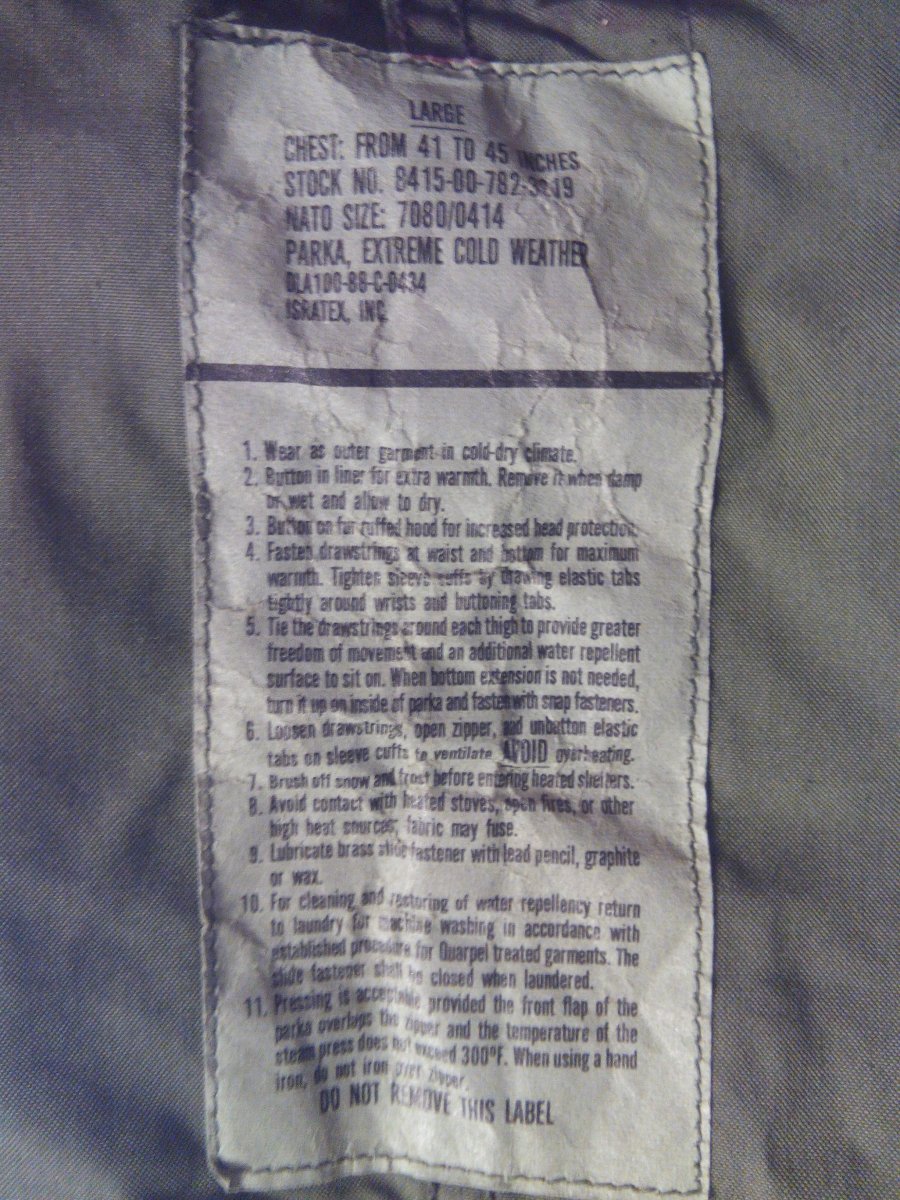 LARGE
CHEST: FROM 41 TO 45 INCHES
STOCK NO. 8415-00-782-3219
NATO SIZE: 7080/0414
PARKA, EXTREME COLD WEATHER
DLA100-88-C-0434
ISRATEX, INC.
1. Wear as outer garment in cold-dry climate.
2. Button in liner for extra warmth. Remove it when damp
or wet and allow to dry.
3. Button on fur ruffed hood for increased head protection.
4. Fasten drawstrings at waist and bottom for maximum
warmth. Tighten sleeve cuffs by drawing elastic tabs
tightly around wrists and buttoning tabs.
5. Tie the drawstrings around each thigh to provide greater
freedom of movement and an additional water repellent
surface to sit on. When bottom extension is not needed,
turn it up on inside of parka and fasten with snap fasteners.
6. Loosen drawstrings, open zipper, and unbutton elastic
tabs on sleeve cuffs to ventilate. AVOID overheating.
7. Brush off snow and frost before entering heated shelters.
8. Avoid contact with heated stoves, open fires, or other
high heat sources, fabric may fuse.
9. Lubricate brass slide fastener with lead pencil, graphite
or wax.
10. For cleaning and restoring of water repellency return
to laundry for machine washing in accordance with
established procedure for Quarpel treated garments. The
slide fastener shall be closed when laundered.
11. Pressing is acceptable provided the front flap of the
parka overlaps the zipper and the temperature of the
steam press does not exceed 300°F. When using a hand
iron, do not iron over zipper.
DO NOT REMOVE THIS LABEL